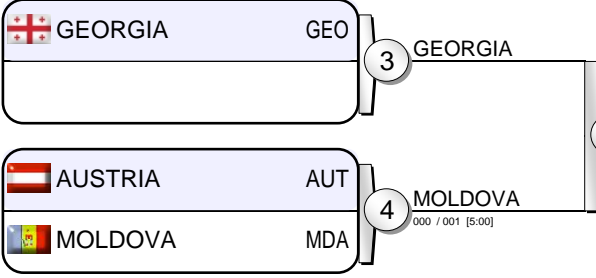 GEORGIA GEO
3 GEORGIA
AUSTRIA AUT
4 MOLDOVA
000 / 001 [5:00]
MOLDOVA MDA